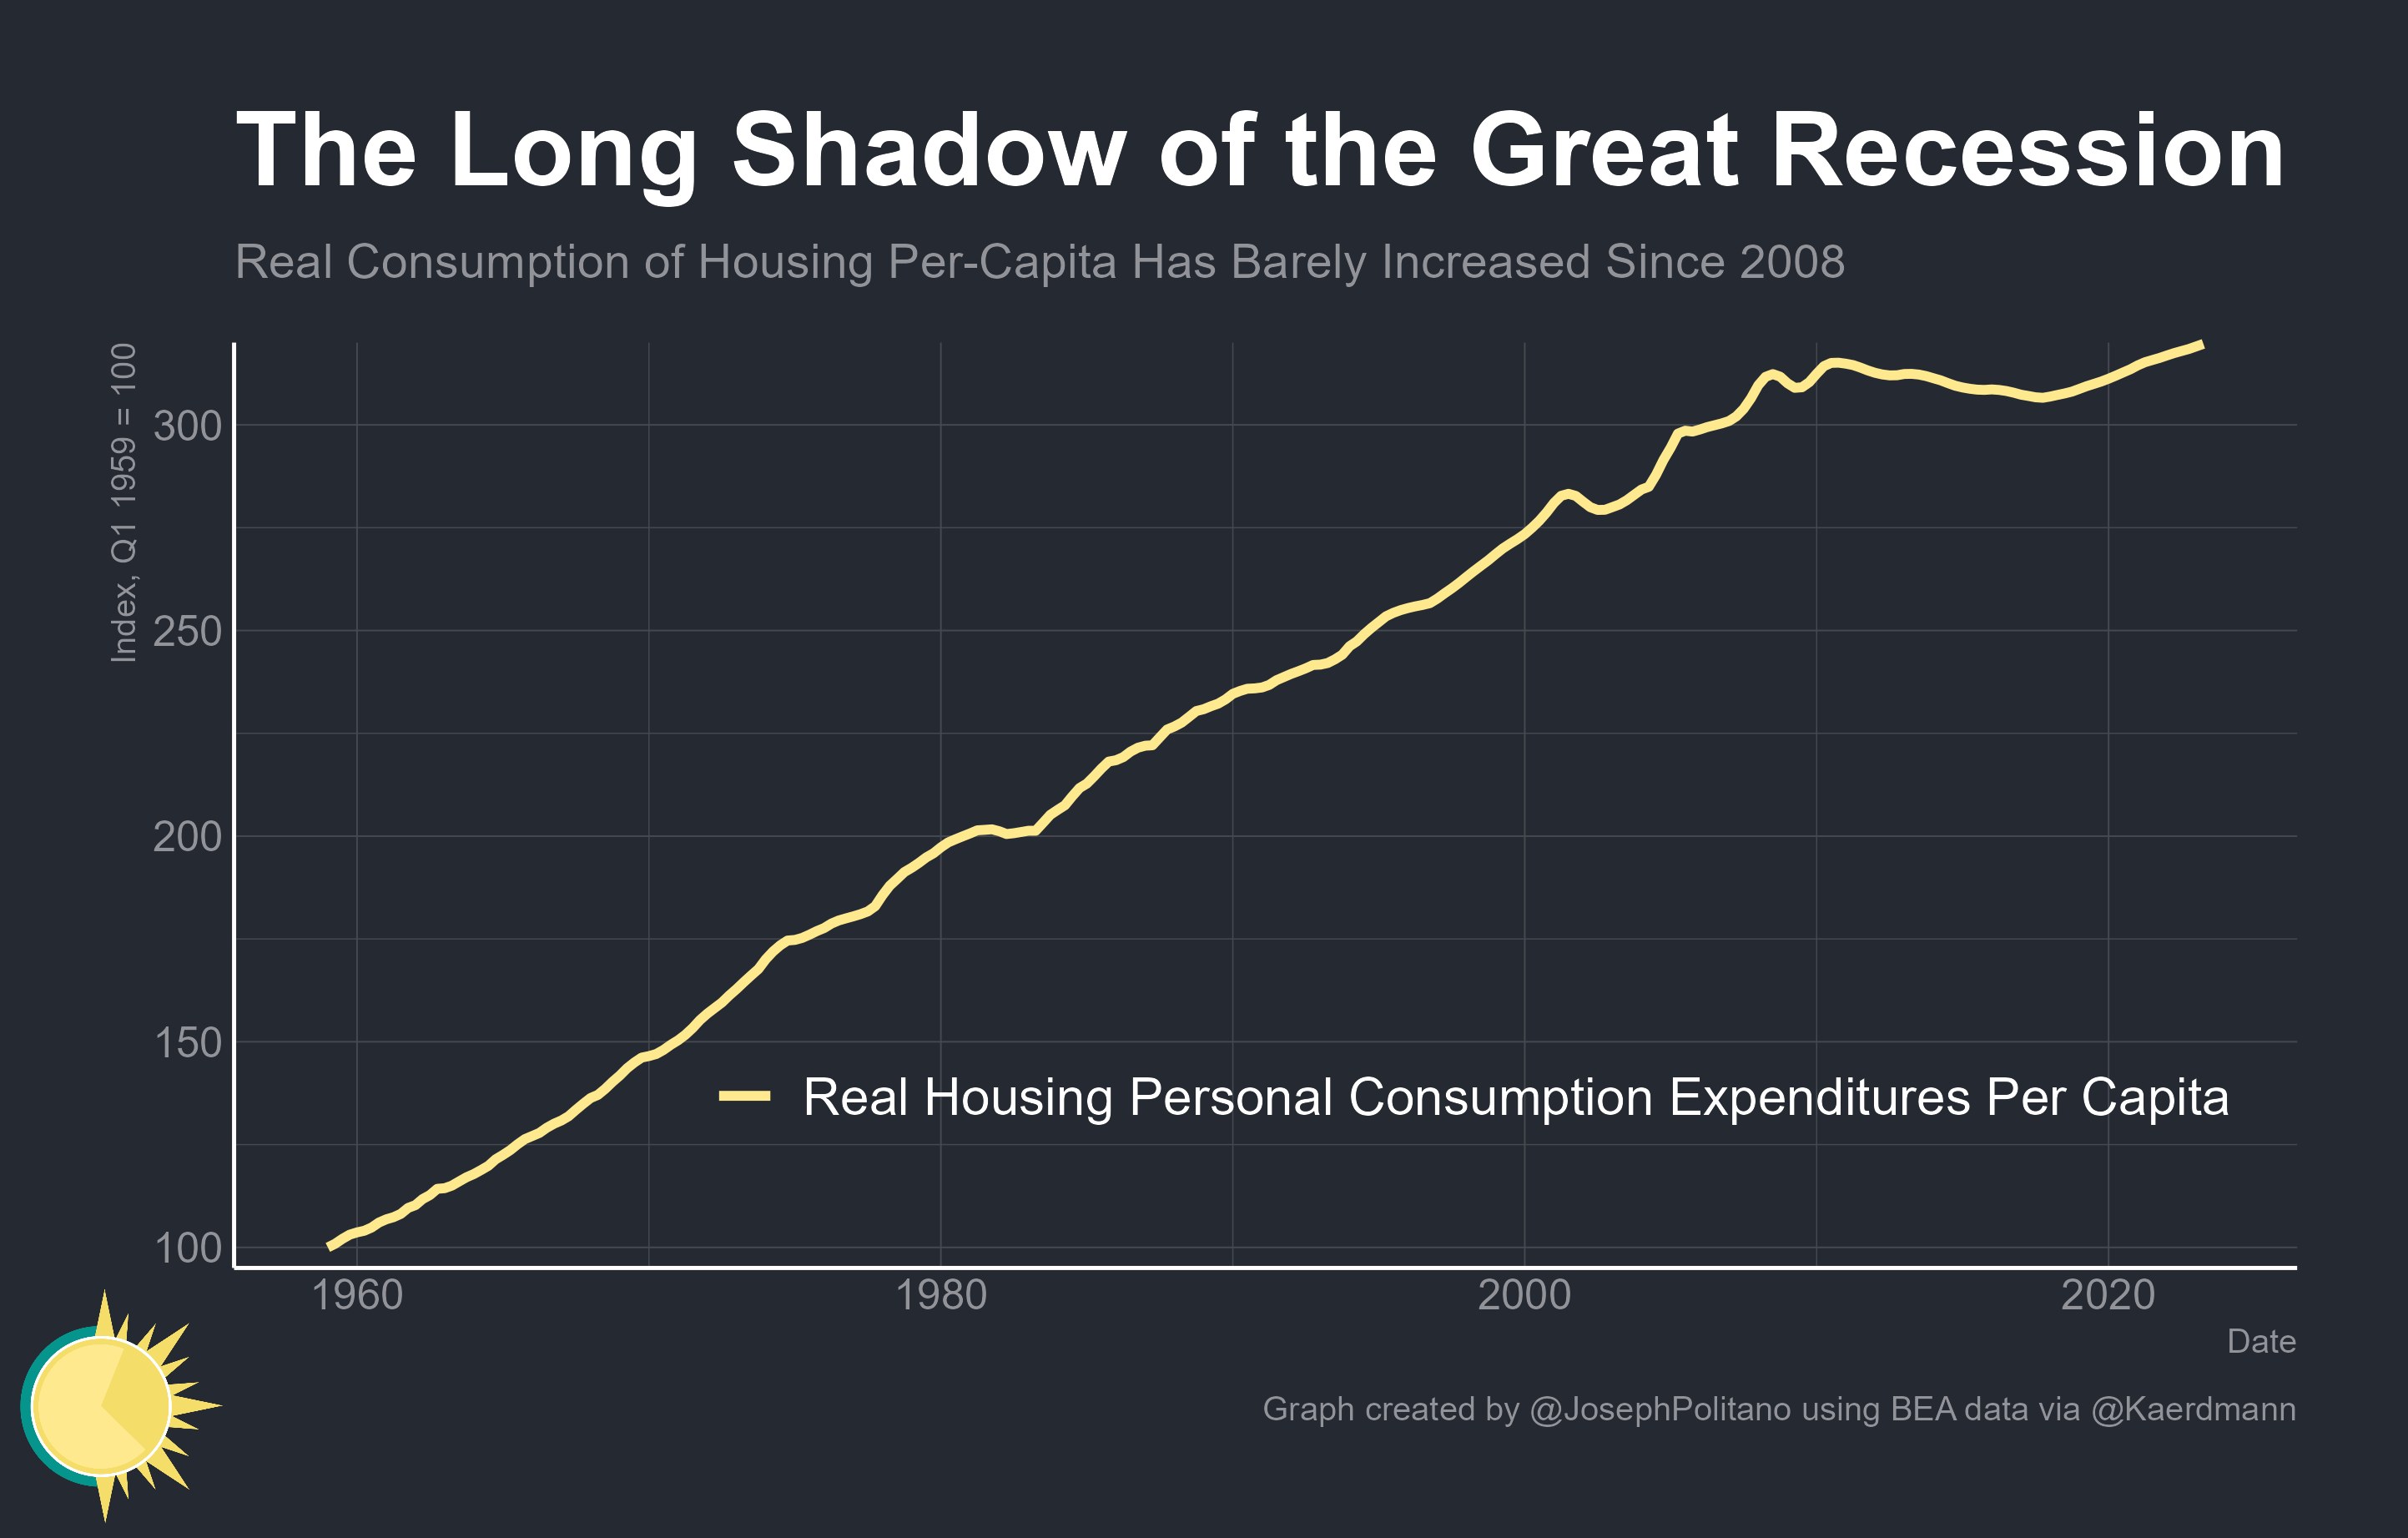 The Long Shadow of the Great Recession
Real Consumption of Housing Per-Capita Has Barely Increased Since 2008
Index, Q1 1959 = 100
300
250
200
150
100
Real Housing Personal Consumption Expenditures Per Capita
1960
1980
2000
2020
Date
Graph created by @JosephPolitano using BEA data via @Kaerdmann